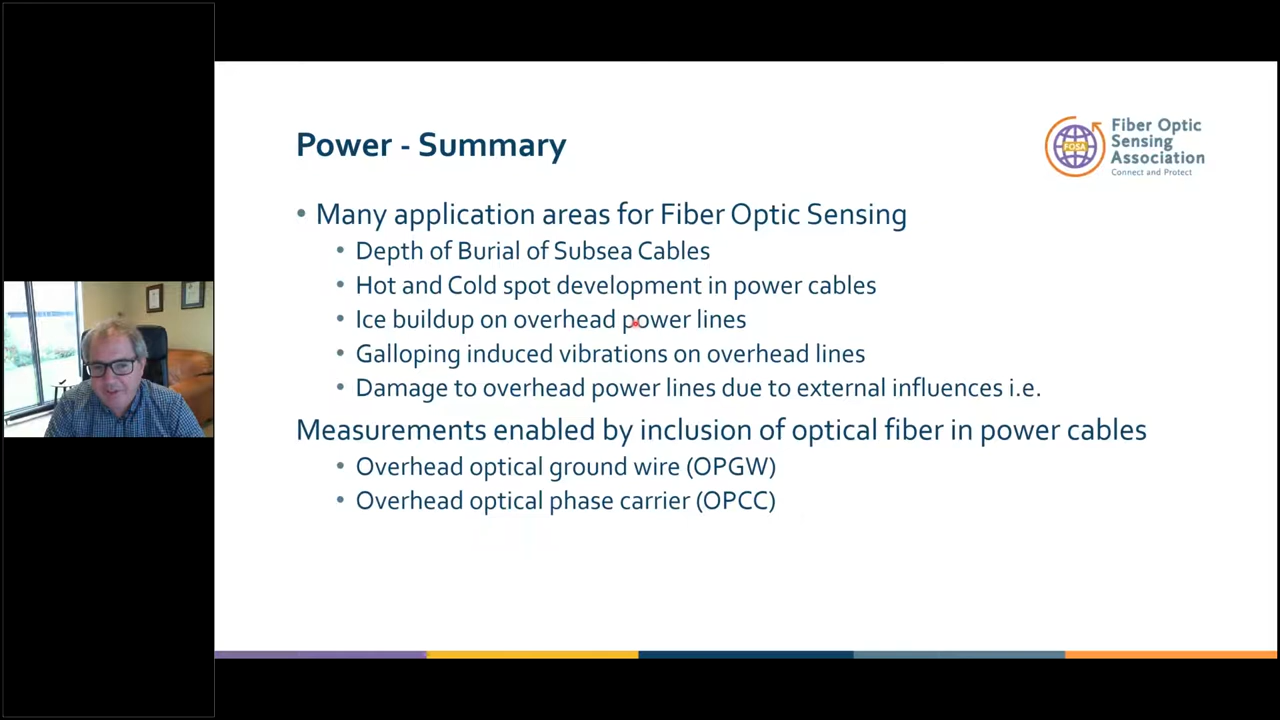 Power - Summary
FOSA
Fiber Optic
Sensing
Association
Connect and Protect
• Many application areas for Fiber Optic Sensing
• Depth of Burial of Subsea Cables
• Hot and Cold spot development in power cables
• Ice buildup on overhead power lines
• Galloping induced vibrations on overhead lines
• Damage to overhead power lines due to external influences i.e.
Measurements enabled by inclusion of optical fiber in power cables
• Overhead optical ground wire (OPGW)
• Overhead optical phase carrier (OPCC)